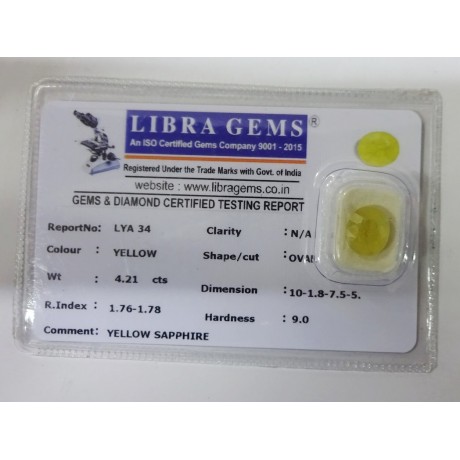 LIBRA GEMS ®
An ISO Certified Gems Company 9001 - 2015
Registered Under the Trade Marks with Govt. of India
website : www.libragems.co.in
GEMS & DIAMOND CERTIFIED TESTING REPORT
ReportNo: LYA 34 Clarity : N/A
Colour : YELLOW Shape/cut :
Wt : 4.21 cts Dimension : 10-1.8-7.5-5.
R.Index : 1.76-1.78 Hardness : 9.0
Comment: YELLOW SAPPHIRE